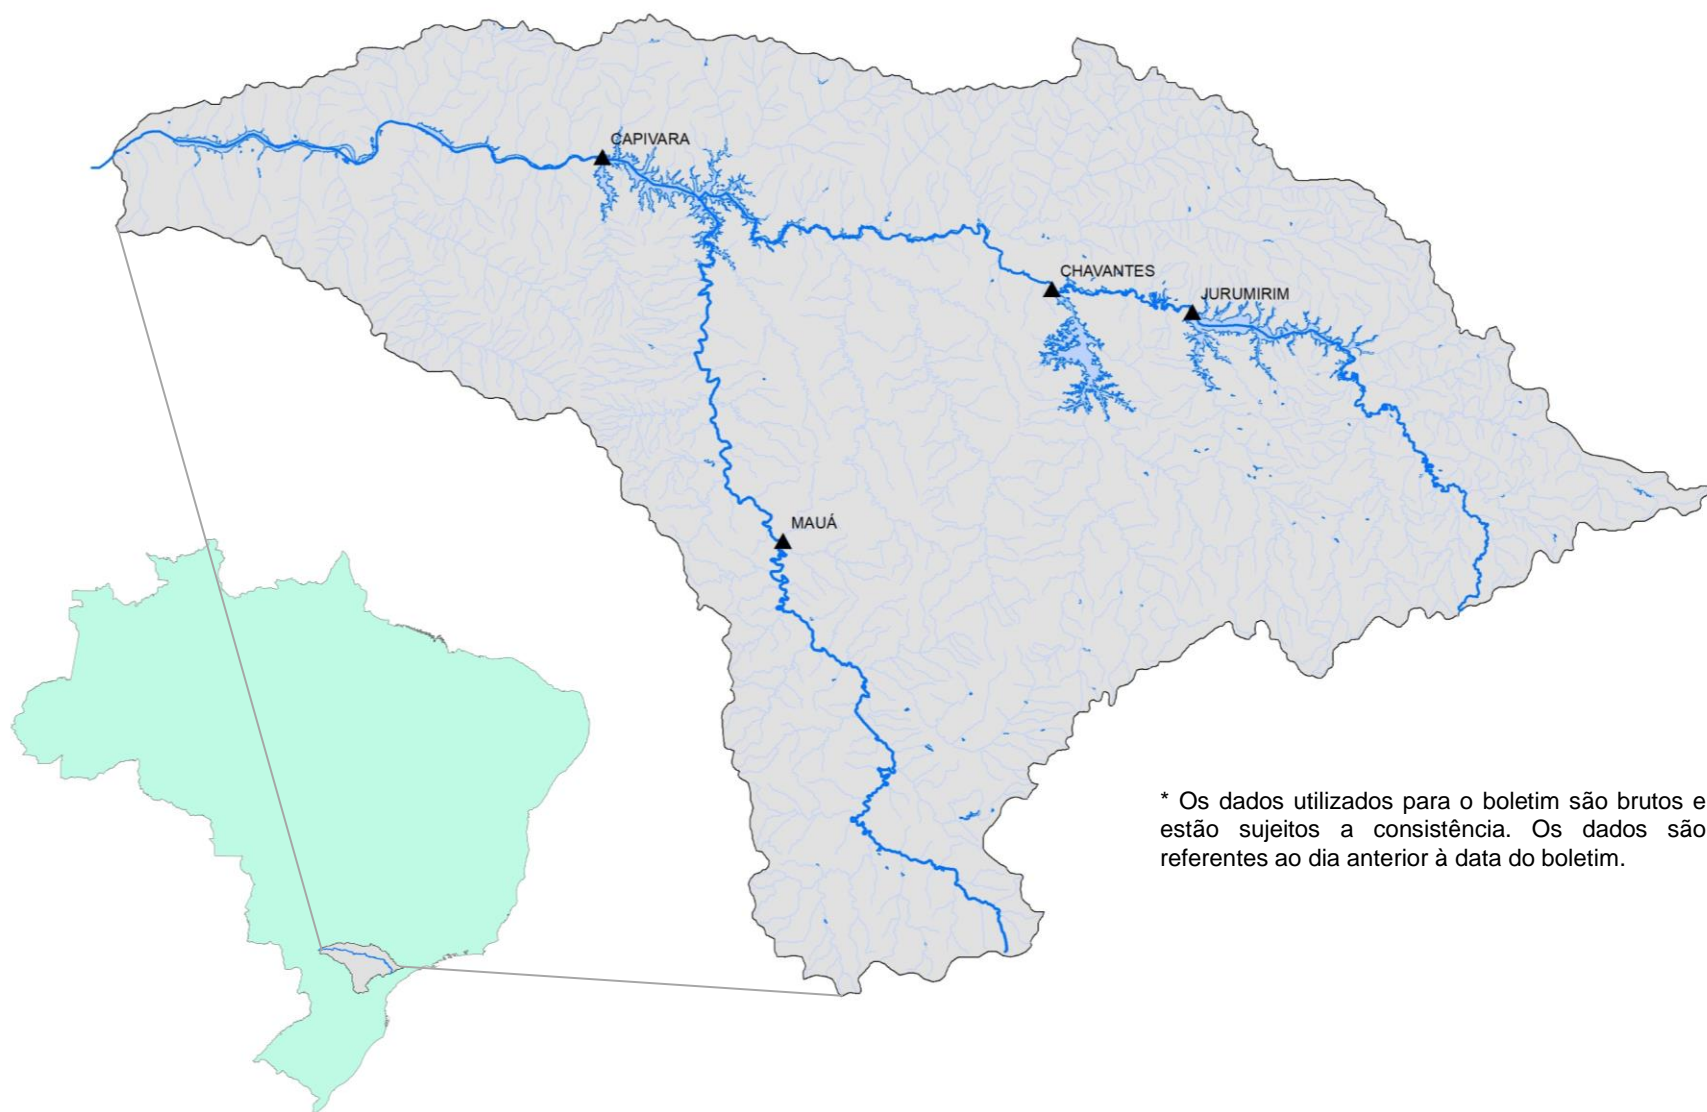 CAPIVARA
CHAVANTES
JURUMIRIM
MAUÁ
* Os dados utilizados para o boletim são brutos e
estão sujeitos a consistência. Os dados são
referentes ao dia anterior à data do boletim.